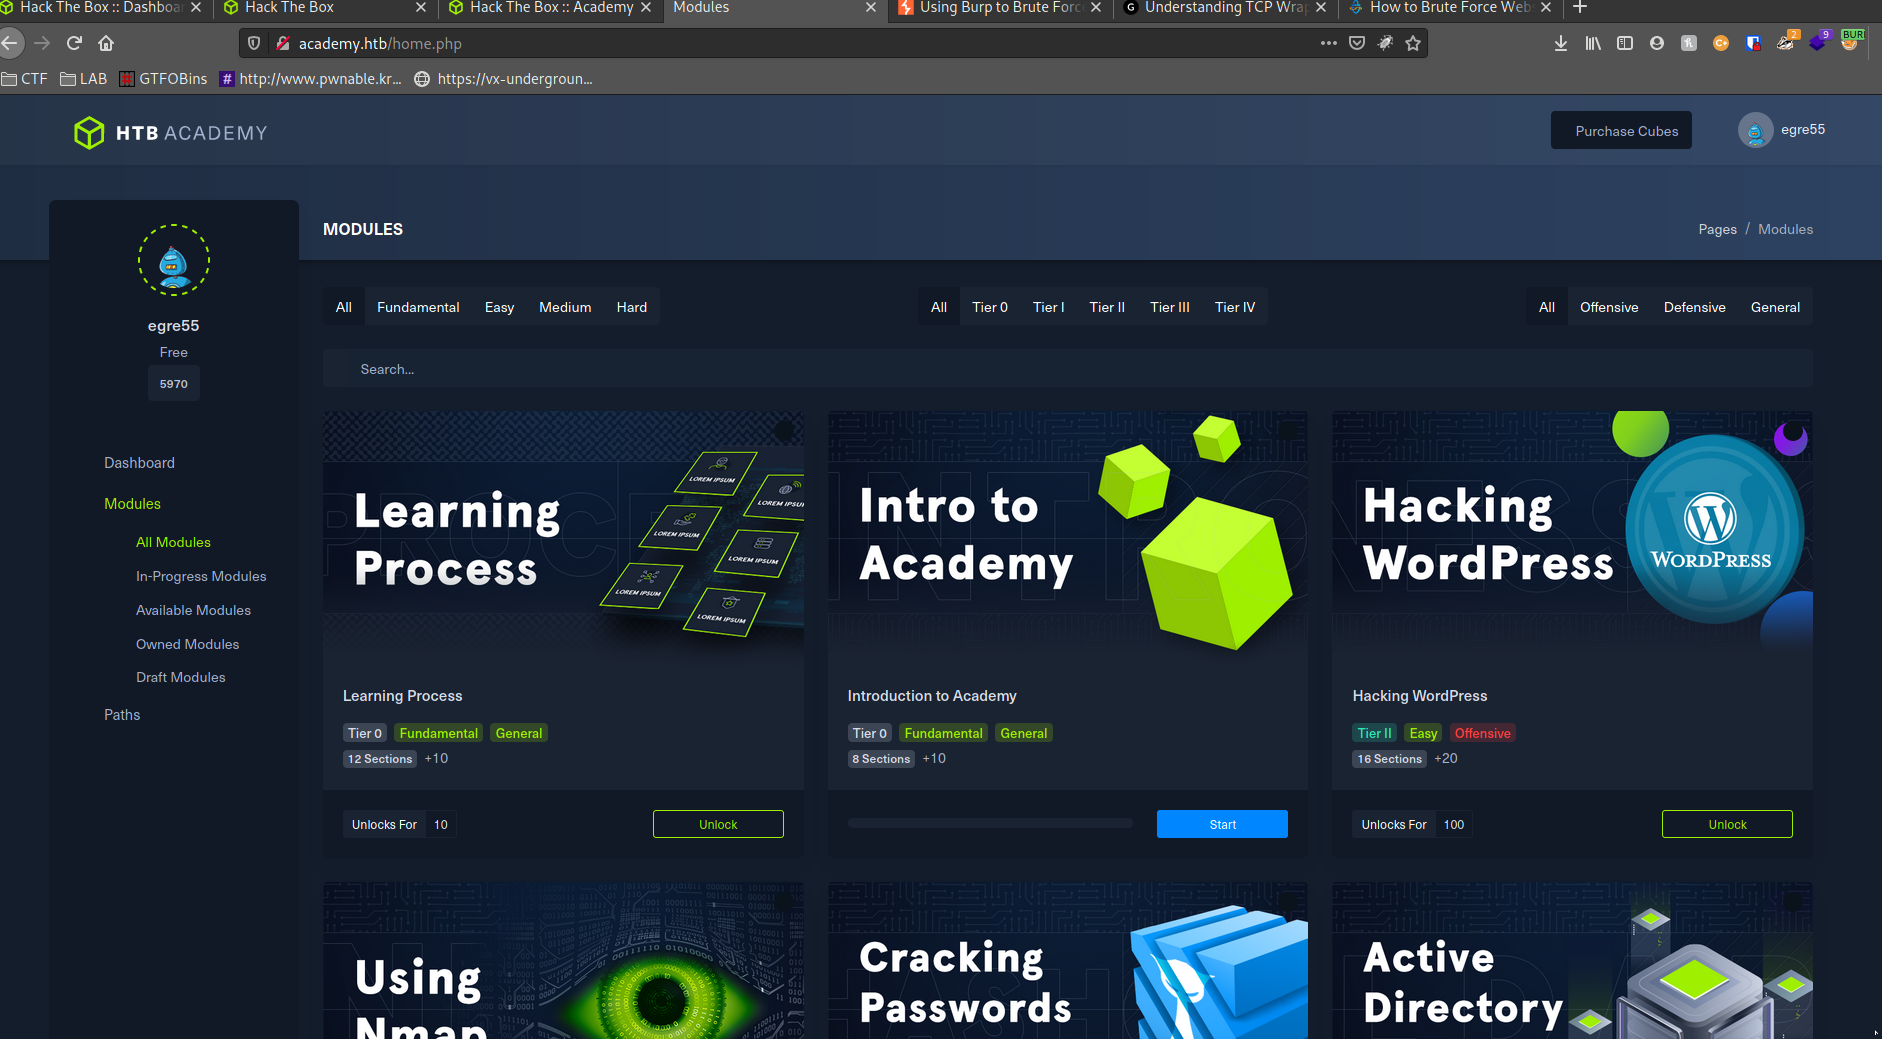 Hack The Box :: Dashboa
Hack The Box
Hack The Box :: Academy
Modules
Using Burp to Brute Forc
Understanding TCP Wrap
How to Brute Force Webs
academy.htb/home.php
2
9
BUR
CTF
LAB
GTFOBins
http://www.pwnable.kr...
https://vx-undergroun...
HTB ACADEMY
Purchase Cubes
egre55
MODULES
Pages / Modules
egre55
Free
5970
Dashboard
Modules
All Modules
In-Progress Modules
Available Modules
Owned Modules
Draft Modules
Paths
All Fundamental Easy Medium Hard
All Tier 0 Tier I Tier II Tier III Tier IV
All Offensive Defensive General
Search...
Learning
Process
LOREM IPSUM
LOREM IPSUM
LOREM IPSUM
LOREM IPSUM
LOREM IPSUM
LOREM IPSUM
Learning Process
Tier 0 Fundamental General
12 Sections +10
Unlocks For 10
Unlock
Intro to
Academy
Introduction to Academy
Tier 0 Fundamental General
8 Sections +10
Start
Hacking
WordPress
WORDPRESS
Hacking WordPress
Tier II Easy Offensive
16 Sections +20
Unlocks For 100
Unlock
Using
Nmap
Cracking
Passwords
Active
Directory